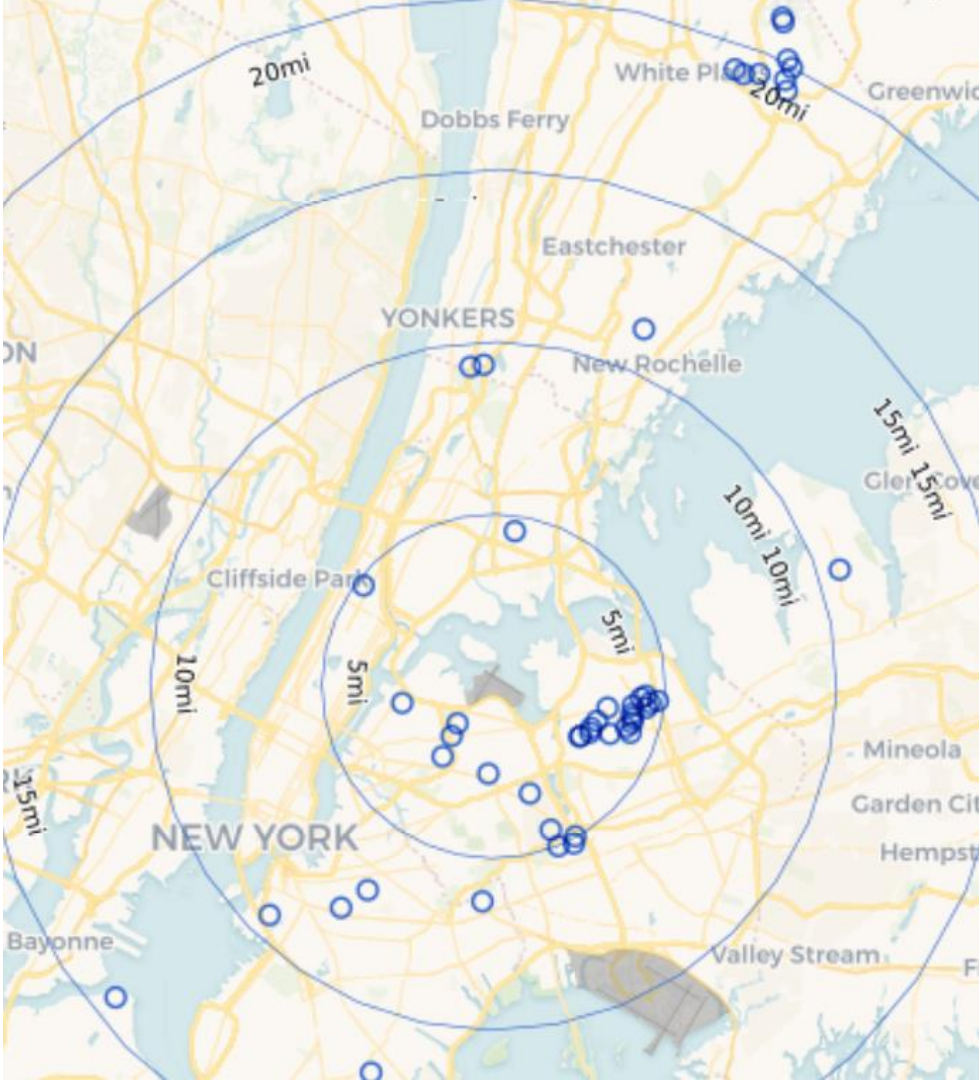 20mi
White Pla
20mi
Greenwic
Dobbs Ferry
Eastchester
YONKERS
ON
New Rochelle
15mi
Glen Cove
15mi
10mi
10mi
Cliffside Park
5mi
5mi
10mi
Mineola
15mi
Garden Cit
NEW YORK
Hempst
Bayonne
Valley Stream
F